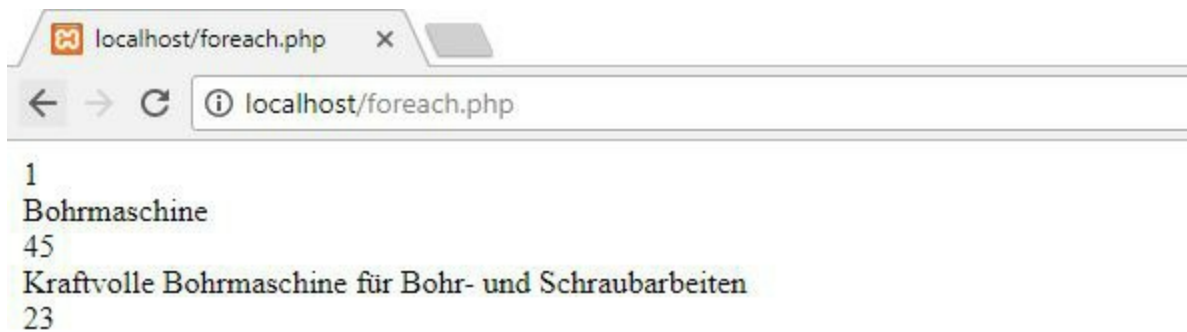 localhost/foreach.php
localhost/foreach.php
1
Bohrmaschine
45
Kraftvolle Bohrmaschine für Bohr- und Schraubarbeiten
23